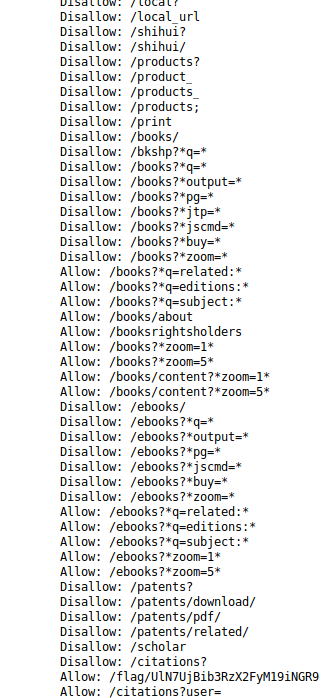 Disallow: /local?
Disallow: /local_url
Disallow: /shihui?
Disallow: /shihui/
Disallow: /products?
Disallow: /product_
Disallow: /products_
Disallow: /products;
Disallow: /print
Disallow: /books/
Disallow: /bkshp?*q=*
Disallow: /books?*q=*
Disallow: /books?*output=*
Disallow: /books?*pg=*
Disallow: /books?*jtp=*
Disallow: /books?*jscmd=*
Disallow: /books?*buy=*
Disallow: /books?*zoom=*
Allow: /books?*q=related:*
Allow: /books?*q=editions:*
Allow: /books?*q=subject:*
Allow: /books/about
Allow: /booksrightsholders
Allow: /books?*zoom=1*
Allow: /books?*zoom=5*
Allow: /books/content?*zoom=1*
Allow: /books/content?*zoom=5*
Disallow: /ebooks/
Disallow: /ebooks?*q=*
Disallow: /ebooks?*output=*
Disallow: /ebooks?*pg=*
Disallow: /ebooks?*jscmd=*
Disallow: /ebooks?*buy=*
Disallow: /ebooks?*zoom=*
Allow: /ebooks?*q=related:*
Allow: /ebooks?*q=editions:*
Allow: /ebooks?*q=subject:*
Allow: /ebooks?*zoom=1*
Allow: /ebooks?*zoom=5*
Disallow: /patents?
Disallow: /patents/download/
Disallow: /patents/pdf/
Disallow: /patents/related/
Disallow: /scholar
Disallow: /citations?
Allow: /flag/UlN7UjBib3RzX2FyM19iNGR9
Allow: /citations?user=